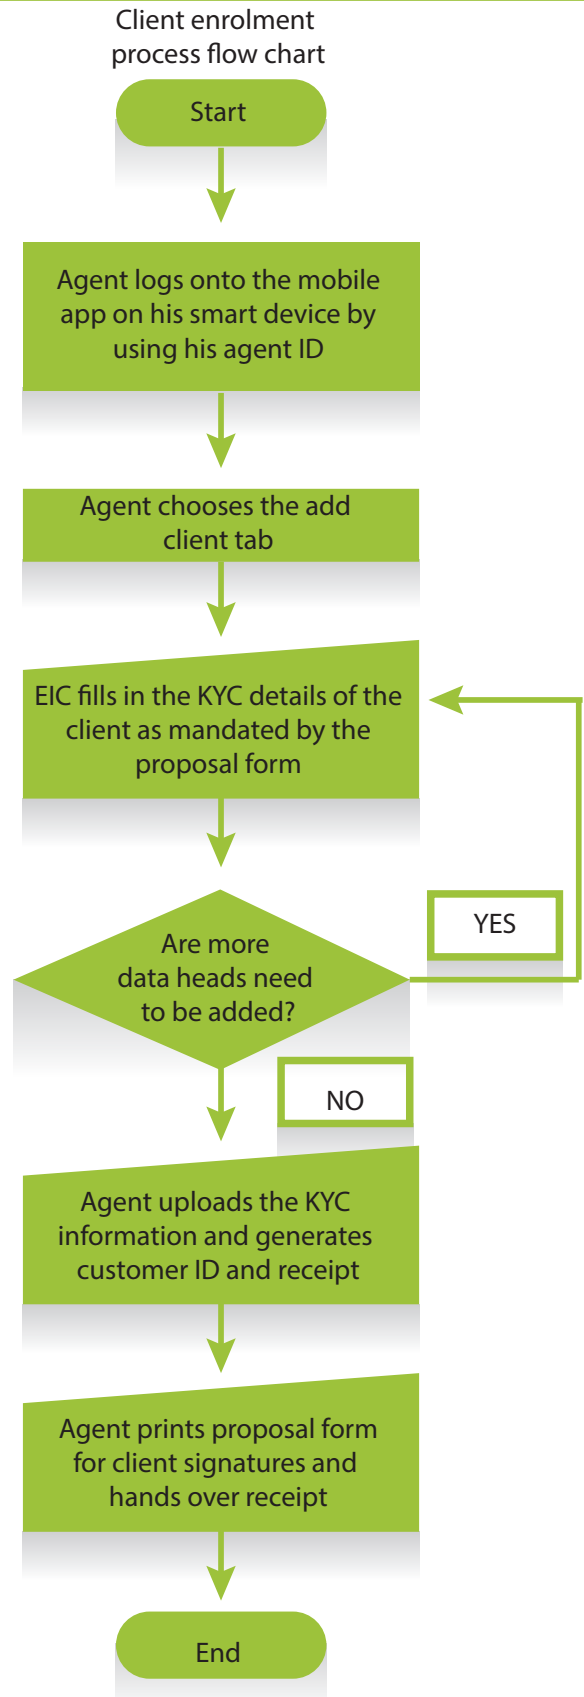 Client enrolment
process flow chart
Start
Agent logs onto the mobile
app on his smart device by
using his agent ID
Agent chooses the add
client tab
EIC fills in the KYC details of the
client as mandated by the
proposal form
Are more
data heads need
to be added?
YES
NO
Agent uploads the KYC
information and generates
customer ID and receipt
Agent prints proposal form
for client signatures and
hands over receipt
End